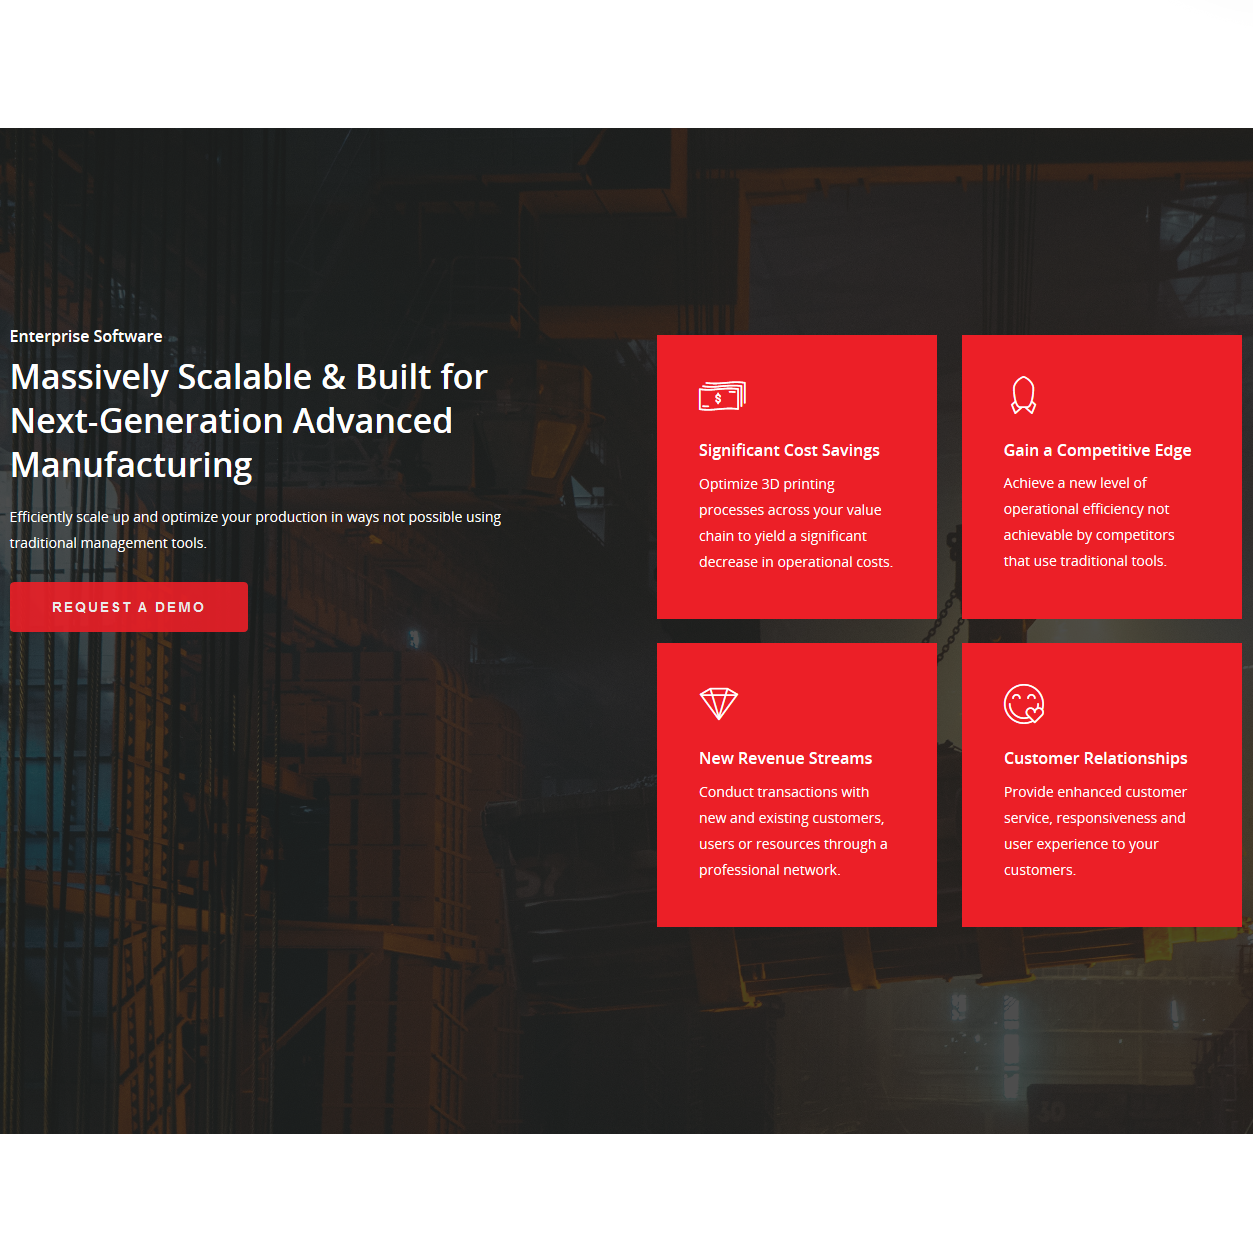 Enterprise Software
Massively Scalable & Built for
Next-Generation Advanced
Manufacturing
Efficiently scale up and optimize your production in ways not possible using
traditional management tools.
REQUEST A DEMO
$
Significant Cost Savings
Optimize 3D printing
processes across your value
chain to yield a significant
decrease in operational costs.
Gain a Competitive Edge
Achieve a new level of
operational efficiency not
achievable by competitors
that use traditional tools.
New Revenue Streams
Conduct transactions with
new and existing customers,
users or resources through a
professional network.
Customer Relationships
Provide enhanced customer
service, responsiveness and
user experience to your
customers.
30